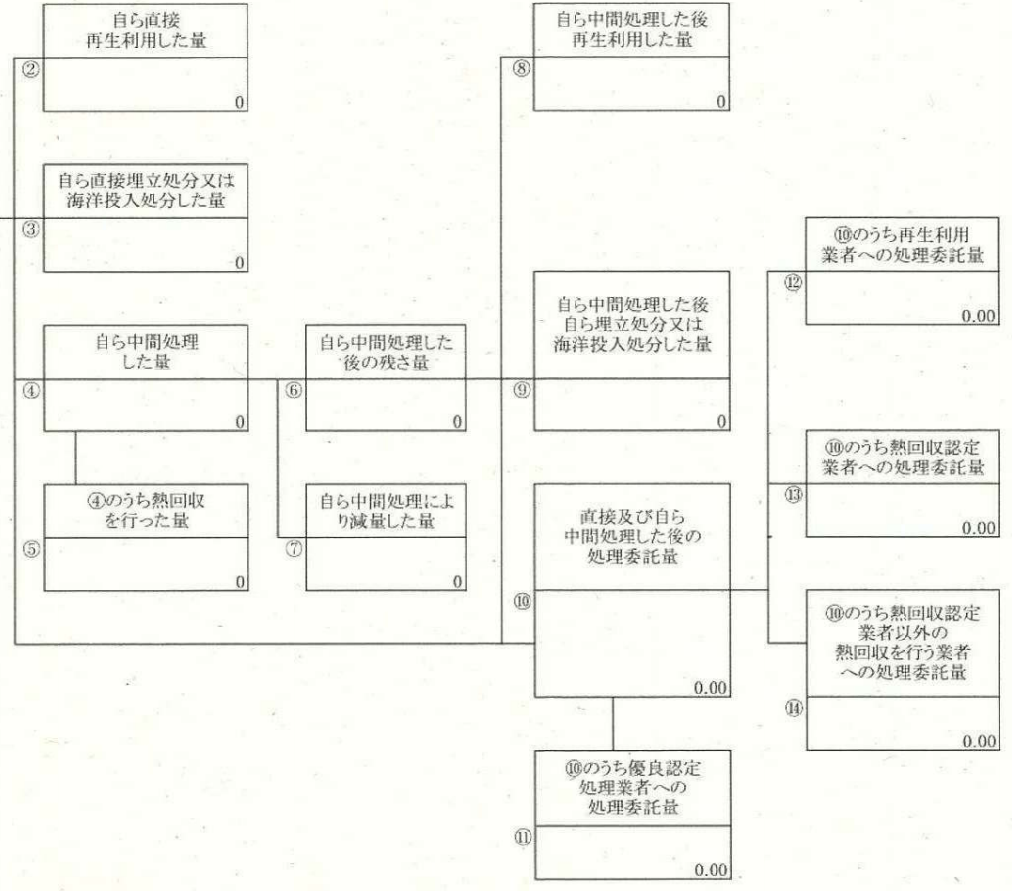 自ら直接
再生利用した量
②
0
自ら直接埋立処分又は
海洋投入処分した量
③
0
自ら中間処理
した量
④
0
④のうち熱回収
を行った量
⑤
0
自ら中間処理した
後の残さ量
⑥
0
自ら中間処理によ
り減量した量
⑦
0
自ら中間処理した後
再生利用した量
⑧
0
自ら中間処理した後
自ら埋立処分又は
海洋投入処分した量
⑨
0
直接及び自ら
中間処理した後の
処理委託量
⑩
0.00
⑩のうち優良認定
処理業者への
処理委託量
⑪
0.00
⑩のうち再生利用
業者への処理委託量
⑫
0.00
⑩のうち熱回収認定
業者への処理委託量
⑬
0.00
⑩のうち熱回収認定
業者以外の
熱回収を行う業者
への処理委託量
⑭
0.00